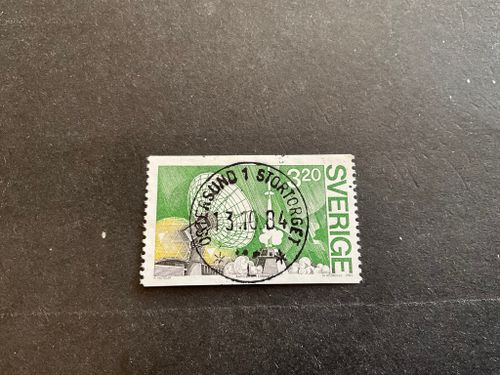 ÖSTERSUND 1 STORTORGET
13.10.84
L
3.20
SVERIGE